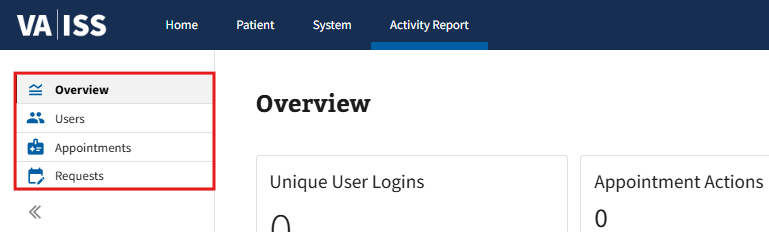 VA ISS
Home Patient System Activity Report
Overview
Users
Appointments
Requests
Overview
Unique User Logins
0
Appointment Actions
0